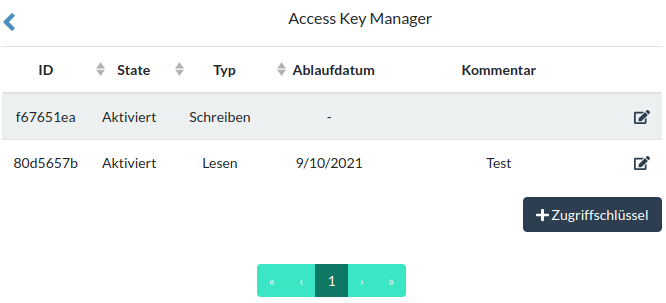 Access Key Manager
ID State Typ Ablaufdatum Kommentar
f67651ea Aktiviert Schreiben -
80d5657b Aktiviert Lesen 9/10/2021 Test
+ Zugriffschlüssel
« ‹ 1 › »